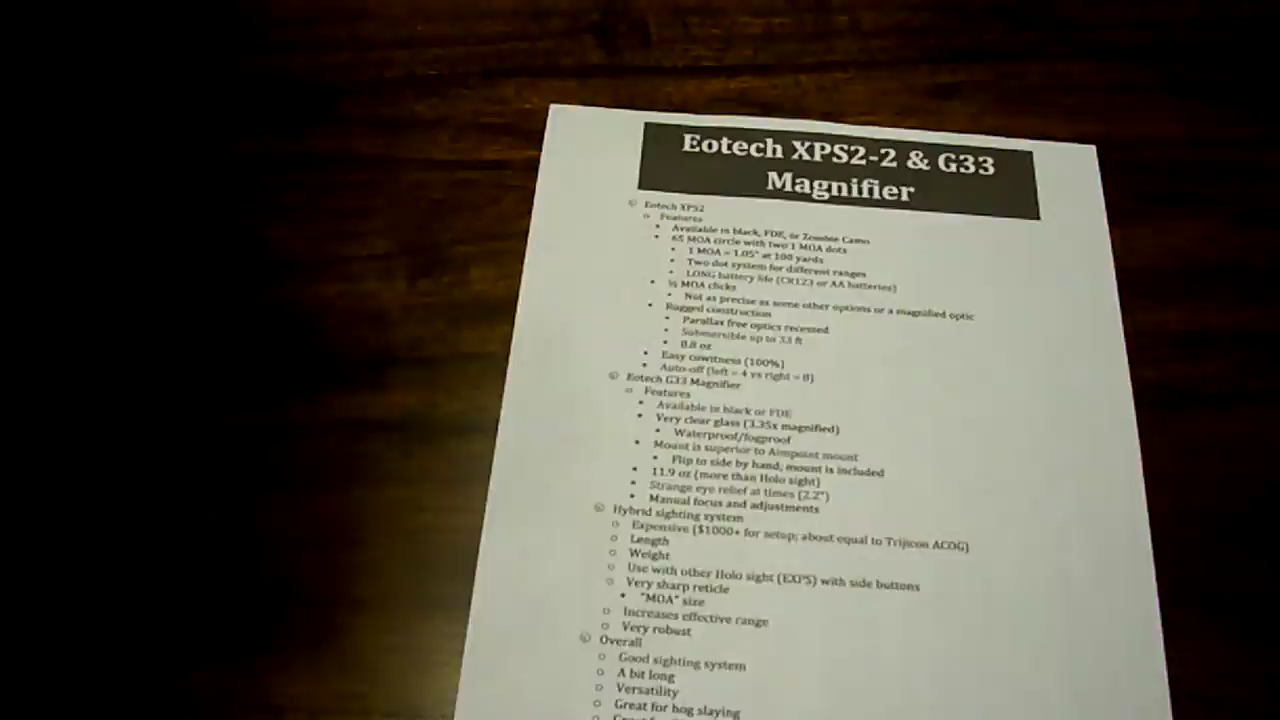 Eotech XPS2-2 & G33
Magnifier
Eotech XPS2
Features
Available in black, FDE, or Zombie Camo
65 MOA circle with two 1 MOA dots
1 MOA = 1.05" at 100 yards
Two dot system for different ranges
LONG battery life (CR123 or AA batteries)
½ MOA clicks
Not as precise as some other options or a magnified optic
Rugged construction
Parallax free optics recessed
Submersible up to 33 ft
8.8 oz
Easy cowitness (100%)
Auto-off (left = 4 vs right = 8)
Eotech G33 Magnifier
Features
Available in black or FDE
Very clear glass (3.35x magnified)
Waterproof/fogproof
Mount is superior to Aimpoint mount
Flip to side by hand; mount is included
11.9 oz (more than Holo sight)
Strange eye relief at times (2.2")
Manual focus and adjustments
Hybrid sighting system
Expensive ($1000+ for setup; about equal to Trijicon ACOG)
Length
Weight
Use with other Holo sight (EXPS) with side buttons
Very sharp reticle
"MOA" size
Increases effective range
Very robust
Overall
Good sighting system
A bit long
Versatility
Great for hog slaying